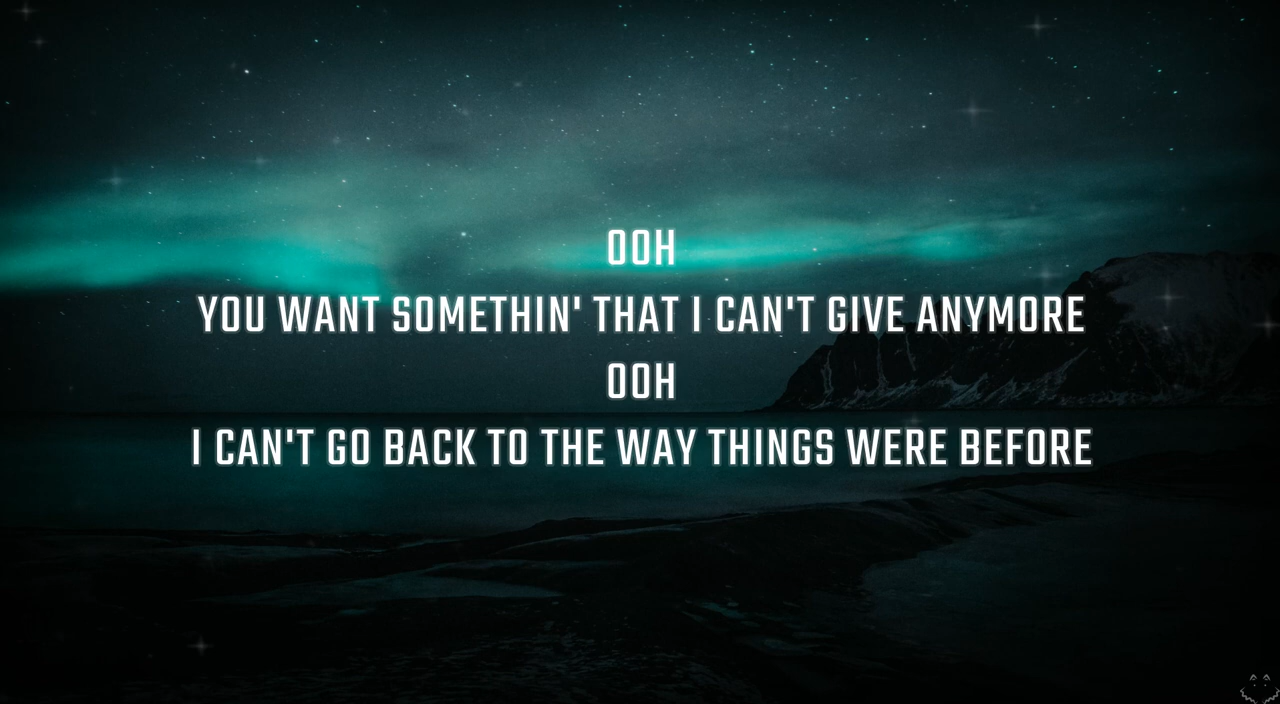 OOH
YOU WANT SOMETHIN' THAT I CAN'T GIVE ANYMORE
OOH
I CAN'T GO BACK TO THE WAY THINGS WERE BEFORE